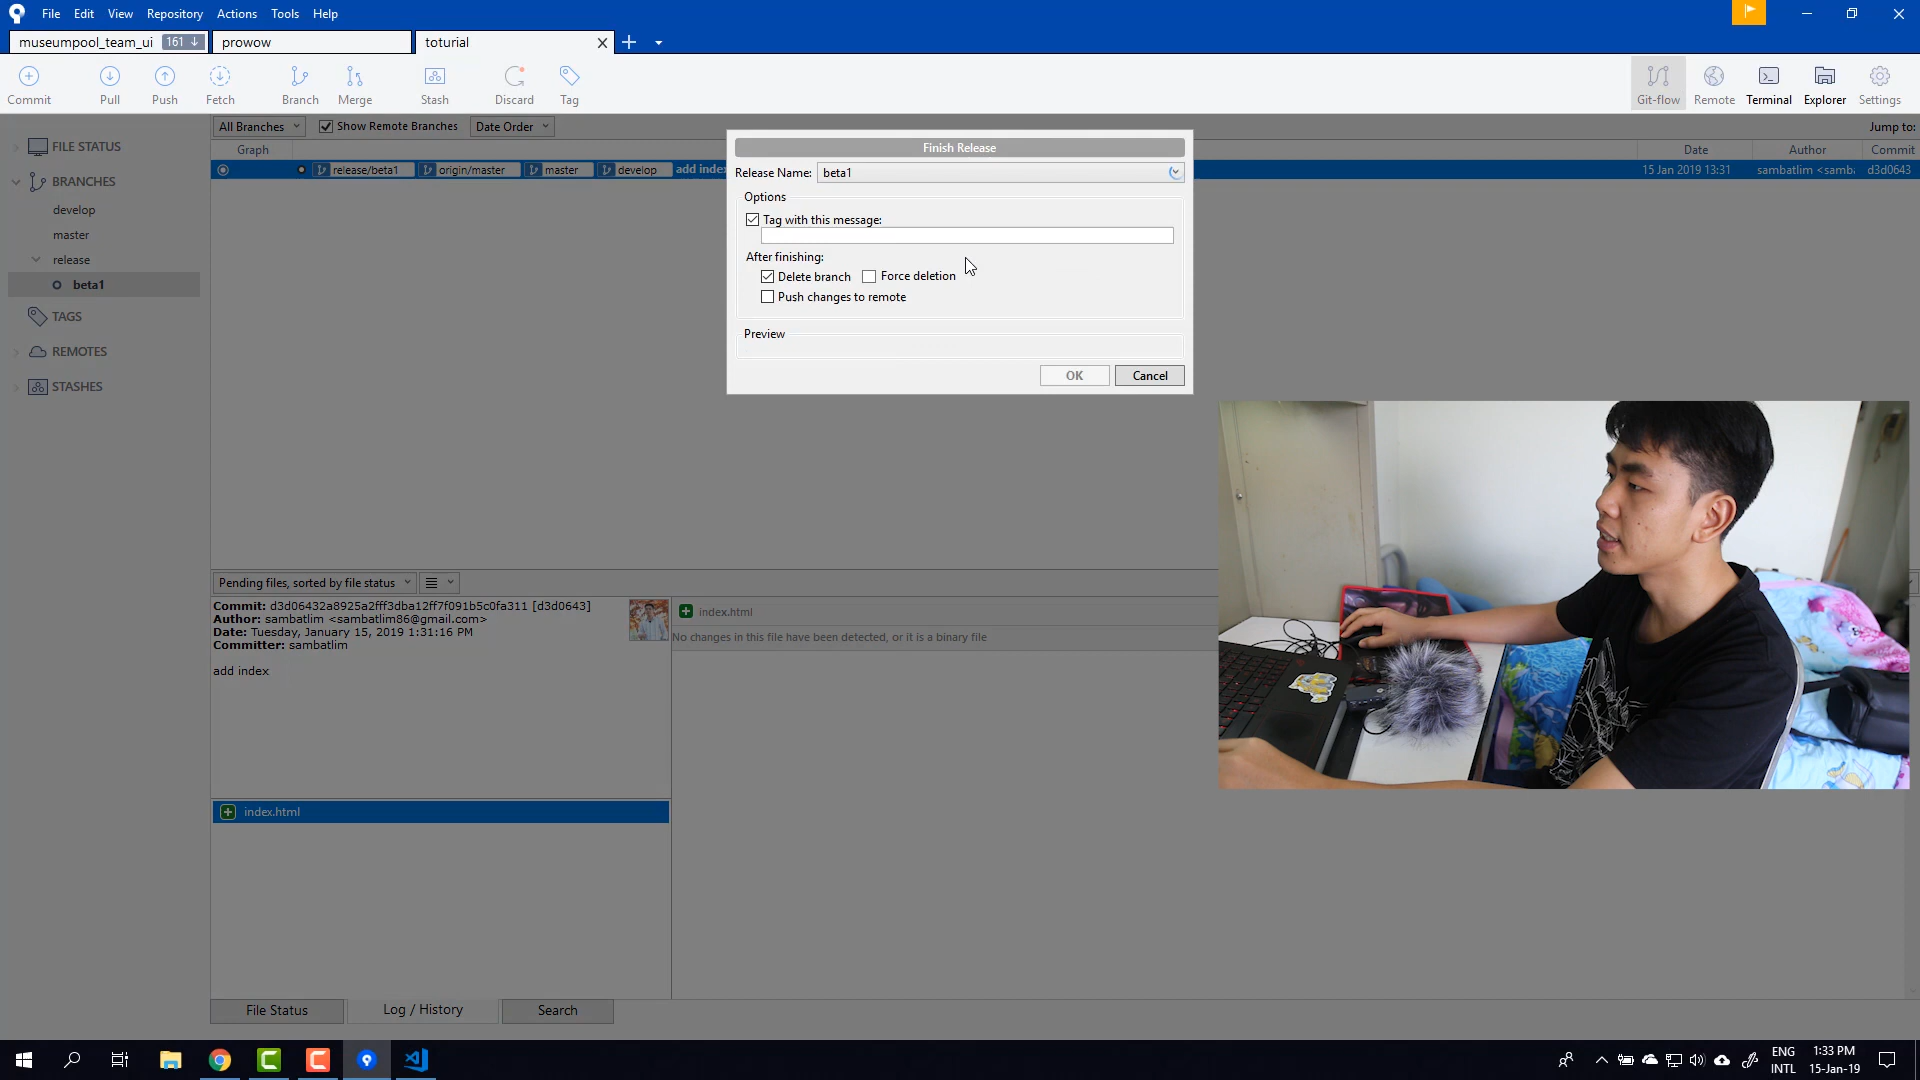 File Edit View Repository Actions Tools Help
museumpool_team_ui 161 prowow toturial
Commit Pull Push Fetch Branch Merge Stash Discard Tag Git-flow Remote Terminal Explorer Settings
All Branches Show Remote Branches Date Order Jump to:
Graph Date Author Commit
release/beta1 origin/master master develop add index 15 Jan 2019 13:31 sambatlim <samb d3d0643
FILE STATUS
BRANCHES
develop
master
release
beta1
TAGS
REMOTES
STASHES
Finish Release
Release Name: beta1
Options
Tag with this message:
After finishing:
Delete branch Force deletion
Push changes to remote
Preview
OK Cancel
Pending files, sorted by file status
Commit: d3d06432a8925a2fff3dba12ff7f091b5c0fa311 [d3d0643]
Author: sambatlim <sambatlim86@gmail.com>
Date: Tuesday, January 15, 2019 1:31:16 PM
Committer: sambatlim
add index
index.html
No changes in this file have been detected, or it is a binary file
index.html
File Status Log / History Search
ENG
INTL
1:33 PM
15-Jan-19